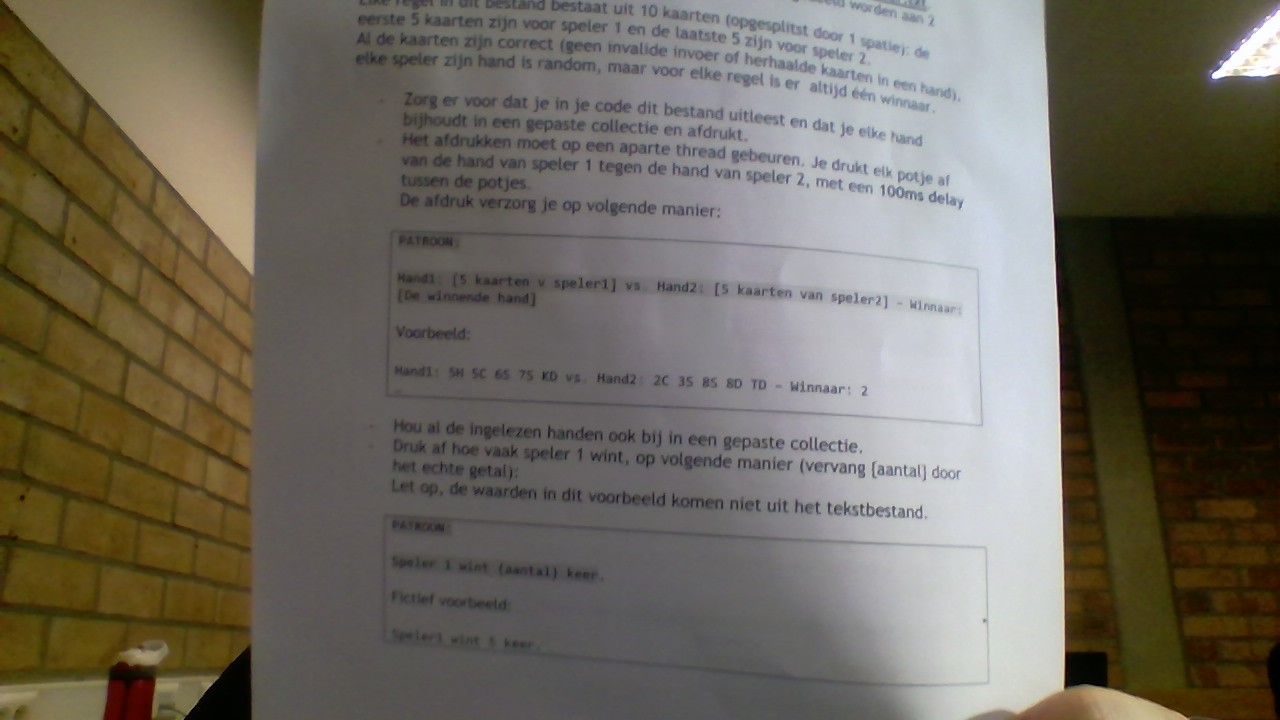 .txt.
worden aan 2
Elke regel in dit bestand bestaat uit 10 kaarten (opgesplitst door 1 spatie): de
eerste 5 kaarten zijn voor speler 1 en de laatste 5 zijn voor speler 2.
Al de kaarten zijn correct (geen invalide invoer of herhaalde kaarten in een hand),
elke speler zijn hand is random, maar voor elke regel is er altijd één winnaar.
- Zorg er voor dat je in je code dit bestand uitleest en dat je elke hand
bijhoudt in een gepaste collectie en afdrukt.
- Het afdrukken moet op een aparte thread gebeuren. Je drukt elk potje af
van de hand van speler 1 tegen de hand van speler 2, met een 100ms delay
tussen de potjes.
De afdruk verzorg je op volgende manier:
PATROON:
Hand1: [5 kaarten v speler1] vs. Hand2: [5 kaarten van speler2] - Winnaar:
[De winnende hand]
Voorbeeld:
Hand1: 5H 5C 6S 7S KD vs. Hand2: 2C 3S 8S 8D TD - Winnaar: 2
- Hou al de ingelezen handen ook bij in een gepaste collectie.
- Druk af hoe vaak speler 1 wint, op volgende manier (vervang [aantal] door
het echte getal):
Let op, de waarden in dit voorbeeld komen niet uit het tekstbestand.
PATROON:
Speler 1 wint [aantal] keer.
Fictief voorbeeld:
Speler1 wint 5 keer.